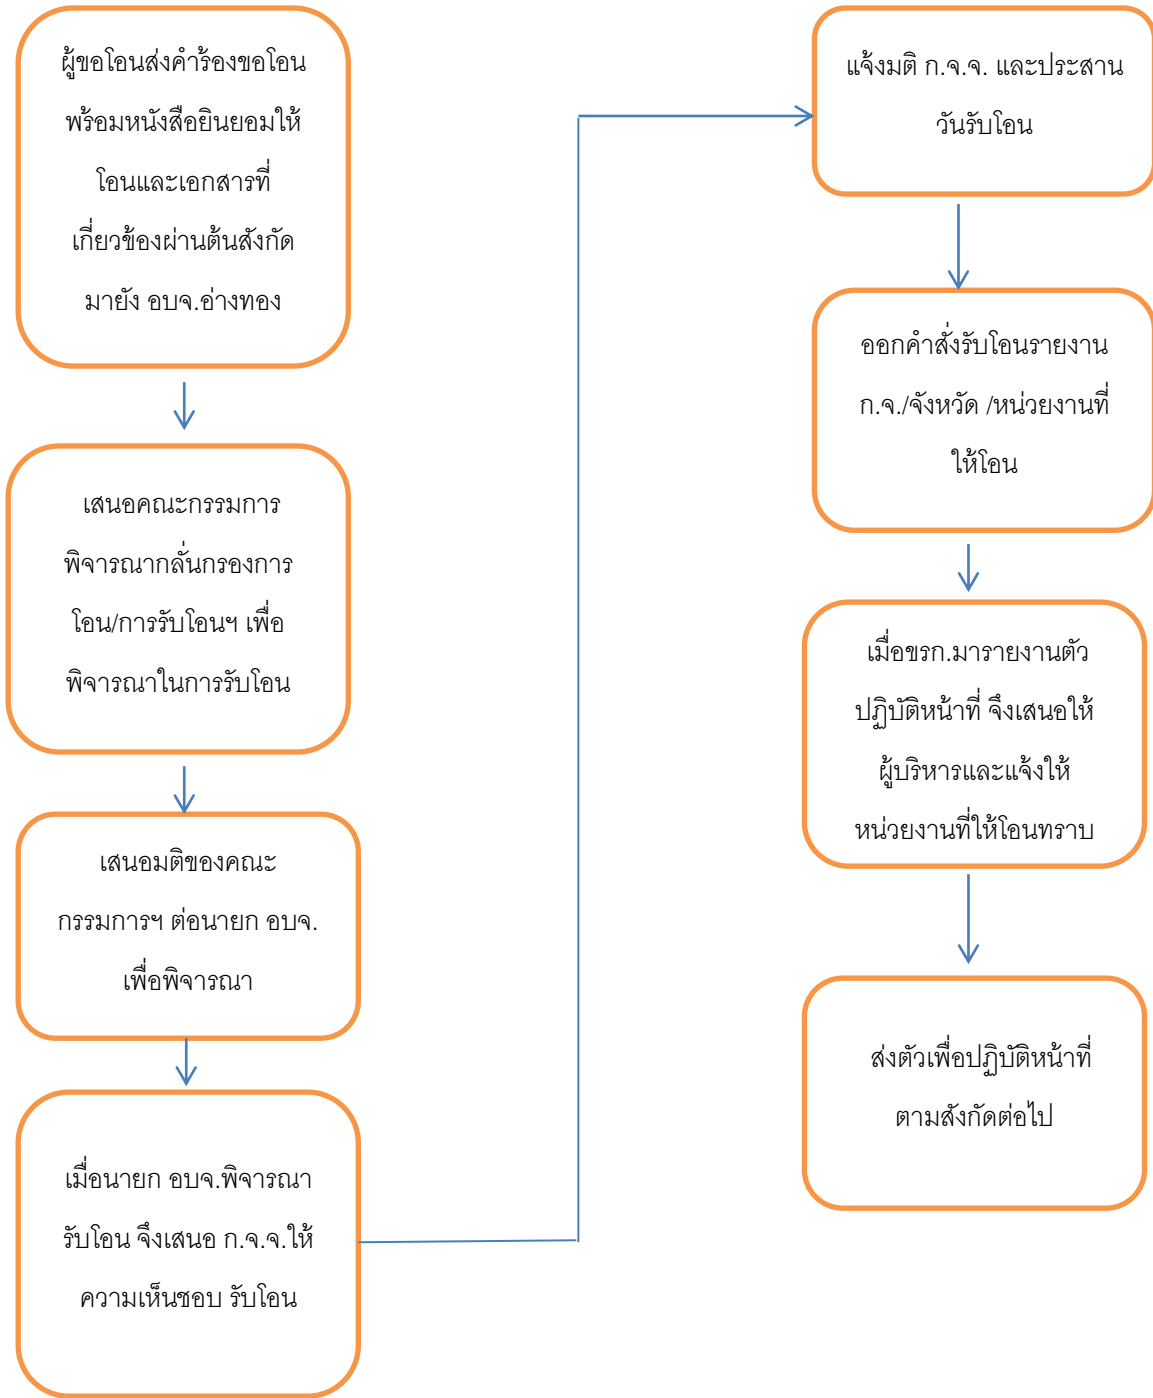 ผู้ขอโอนส่งคำร้องขอโอน
พร้อมหนังสือยินยอมให้
โอนและเอกสารที่
เกี่ยวข้องผ่านต้นสังกัด
มายัง อบจ.อ่างทอง
เสนอคณะกรรมการ
พิจารณากลั่นกรองการ
โอน/การรับโอนฯ เพื่อ
พิจารณาในการรับโอน
เสนอมติของคณะ
กรรมการฯ ต่อนายก อบจ.
เพื่อพิจารณา
เมื่อนายก อบจ.พิจารณา
รับโอน จึงเสนอ ก.จ.จ.ให้
ความเห็นชอบ รับโอน
แจ้งมติ ก.จ.จ. และประสาน
วันรับโอน
ออกคำสั่งรับโอนรายงาน
ก.จ./จังหวัด /หน่วยงานที่
ให้โอน
เมื่อขรก.มารายงานตัว
ปฏิบัติหน้าที่ จึงเสนอให้
ผู้บริหารและแจ้งให้
หน่วยงานที่ให้โอนทราบ
ส่งตัวเพื่อปฏิบัติหน้าที่
ตามสังกัดต่อไป